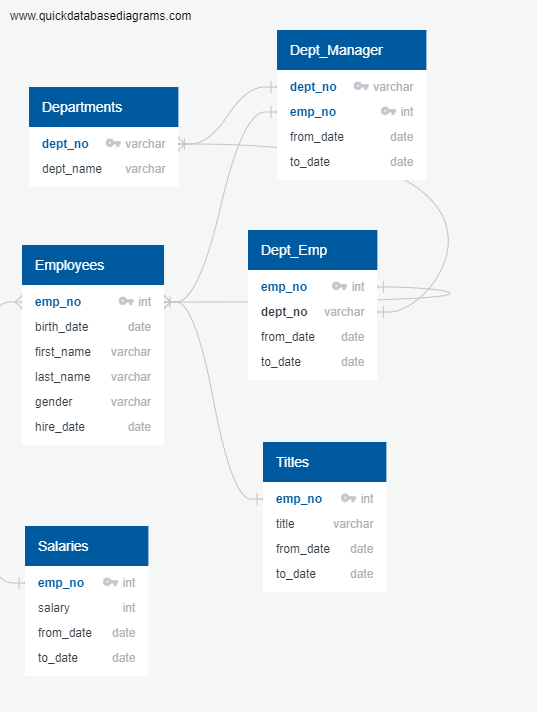 www.quickdatabasediagrams.com
Dept_Manager
dept_no varchar
emp_no int
from_date date
to_date date
Departments
dept_no varchar
dept_name varchar
Dept_Emp
emp_no int
dept_no varchar
from_date date
to_date date
Employees
emp_no int
birth_date date
first_name varchar
last_name varchar
gender varchar
hire_date date
Titles
emp_no int
title varchar
from_date date
to_date date
Salaries
emp_no int
salary int
from_date date
to_date date